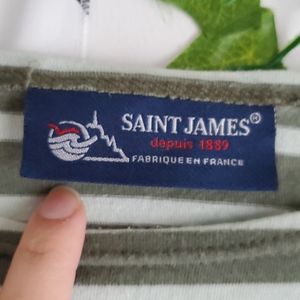 SAINT JAMES®
depuis 1889
FABRIQUE EN FRANCE